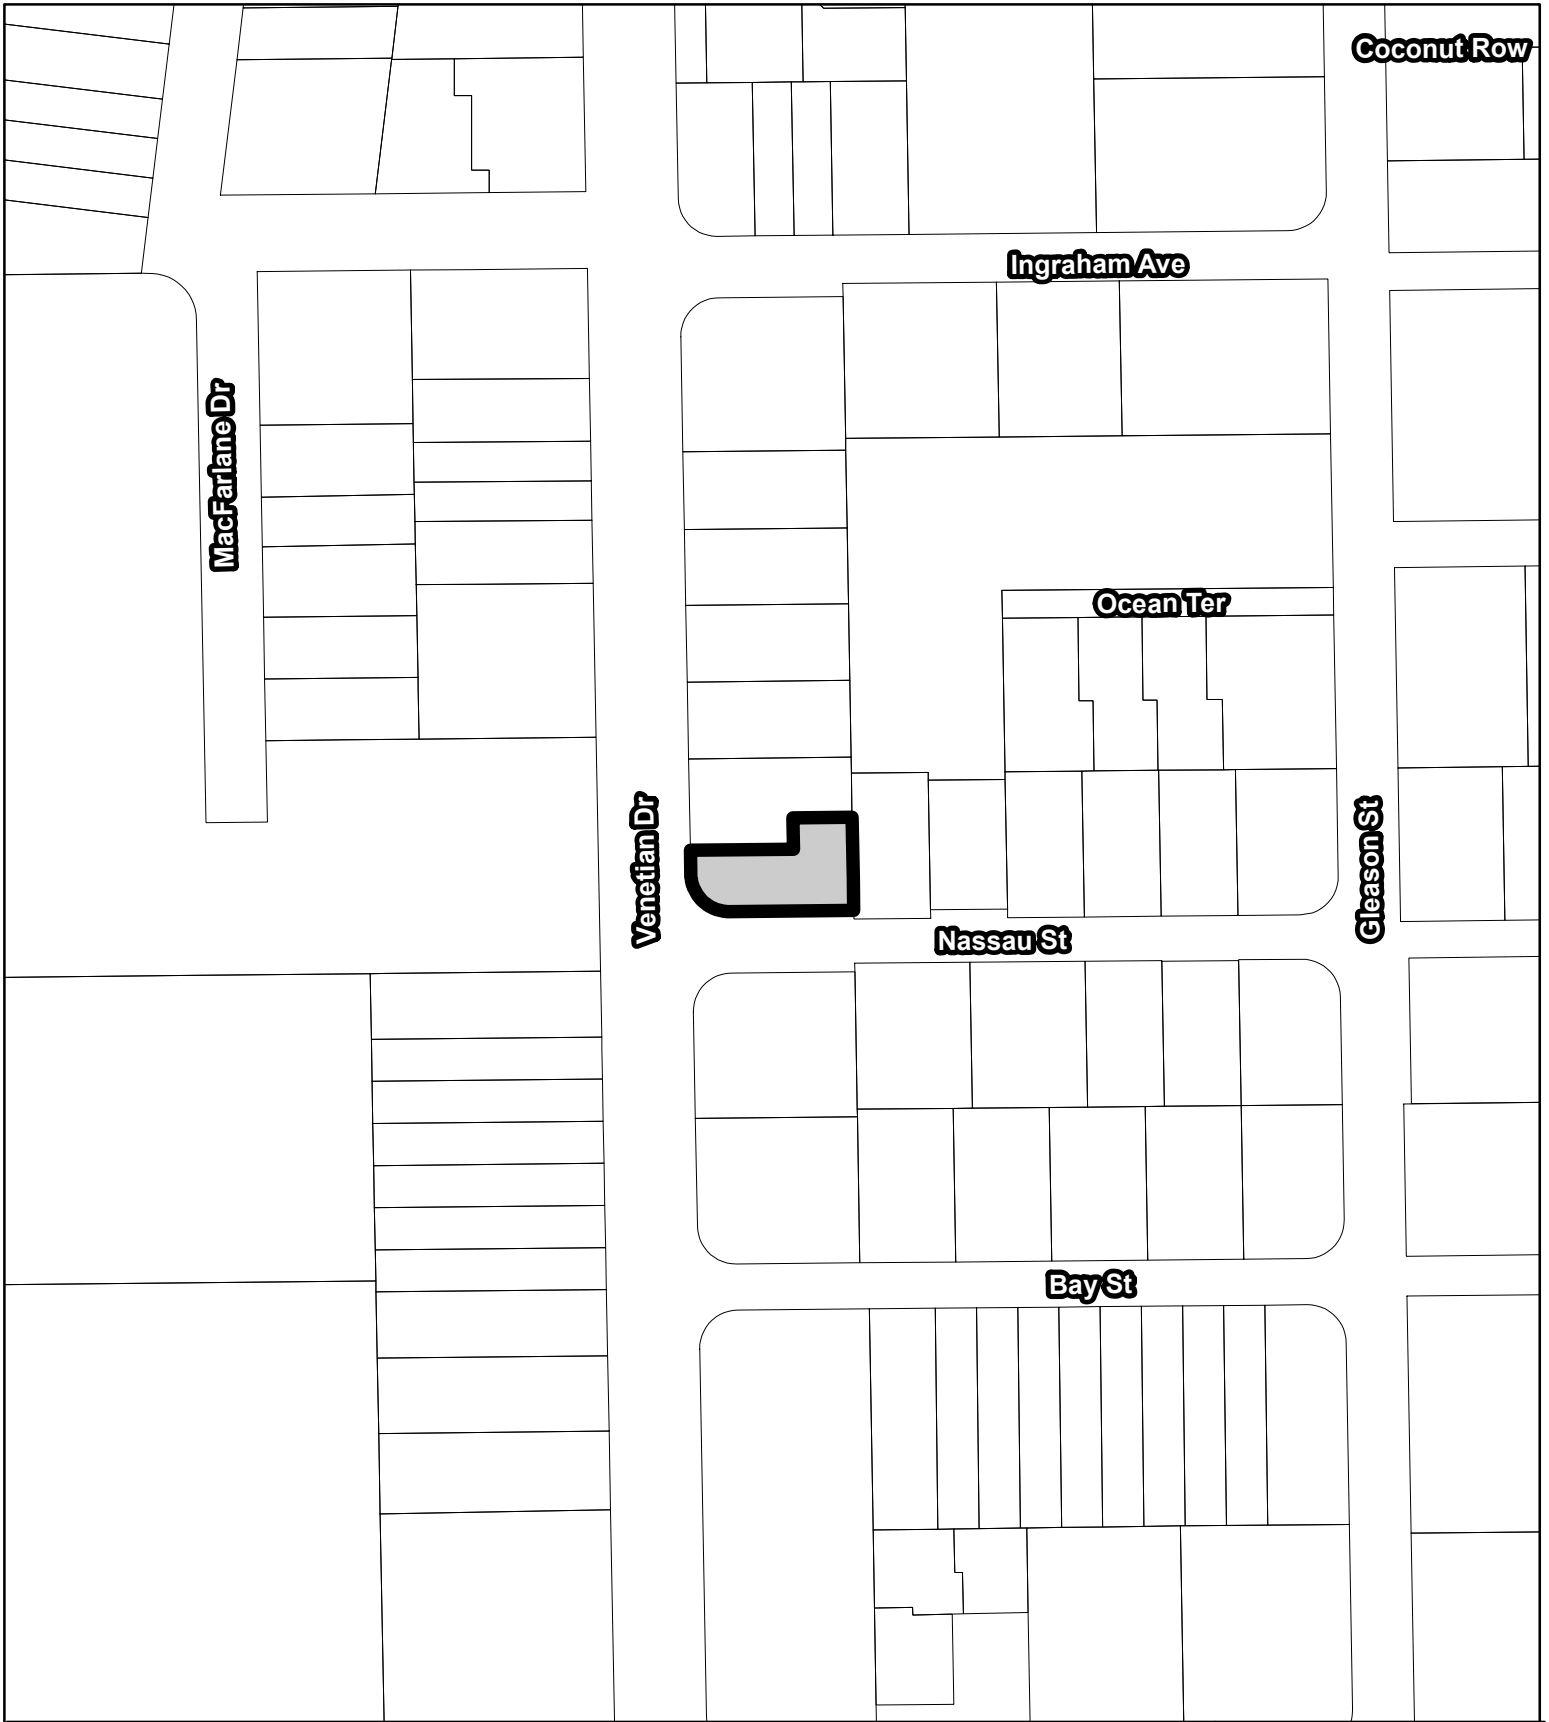 Coconut Row
Ingraham Ave
MacFarlane Dr
Ocean Ter
Venetian Dr
Gleason St
Nassau St
Bay St